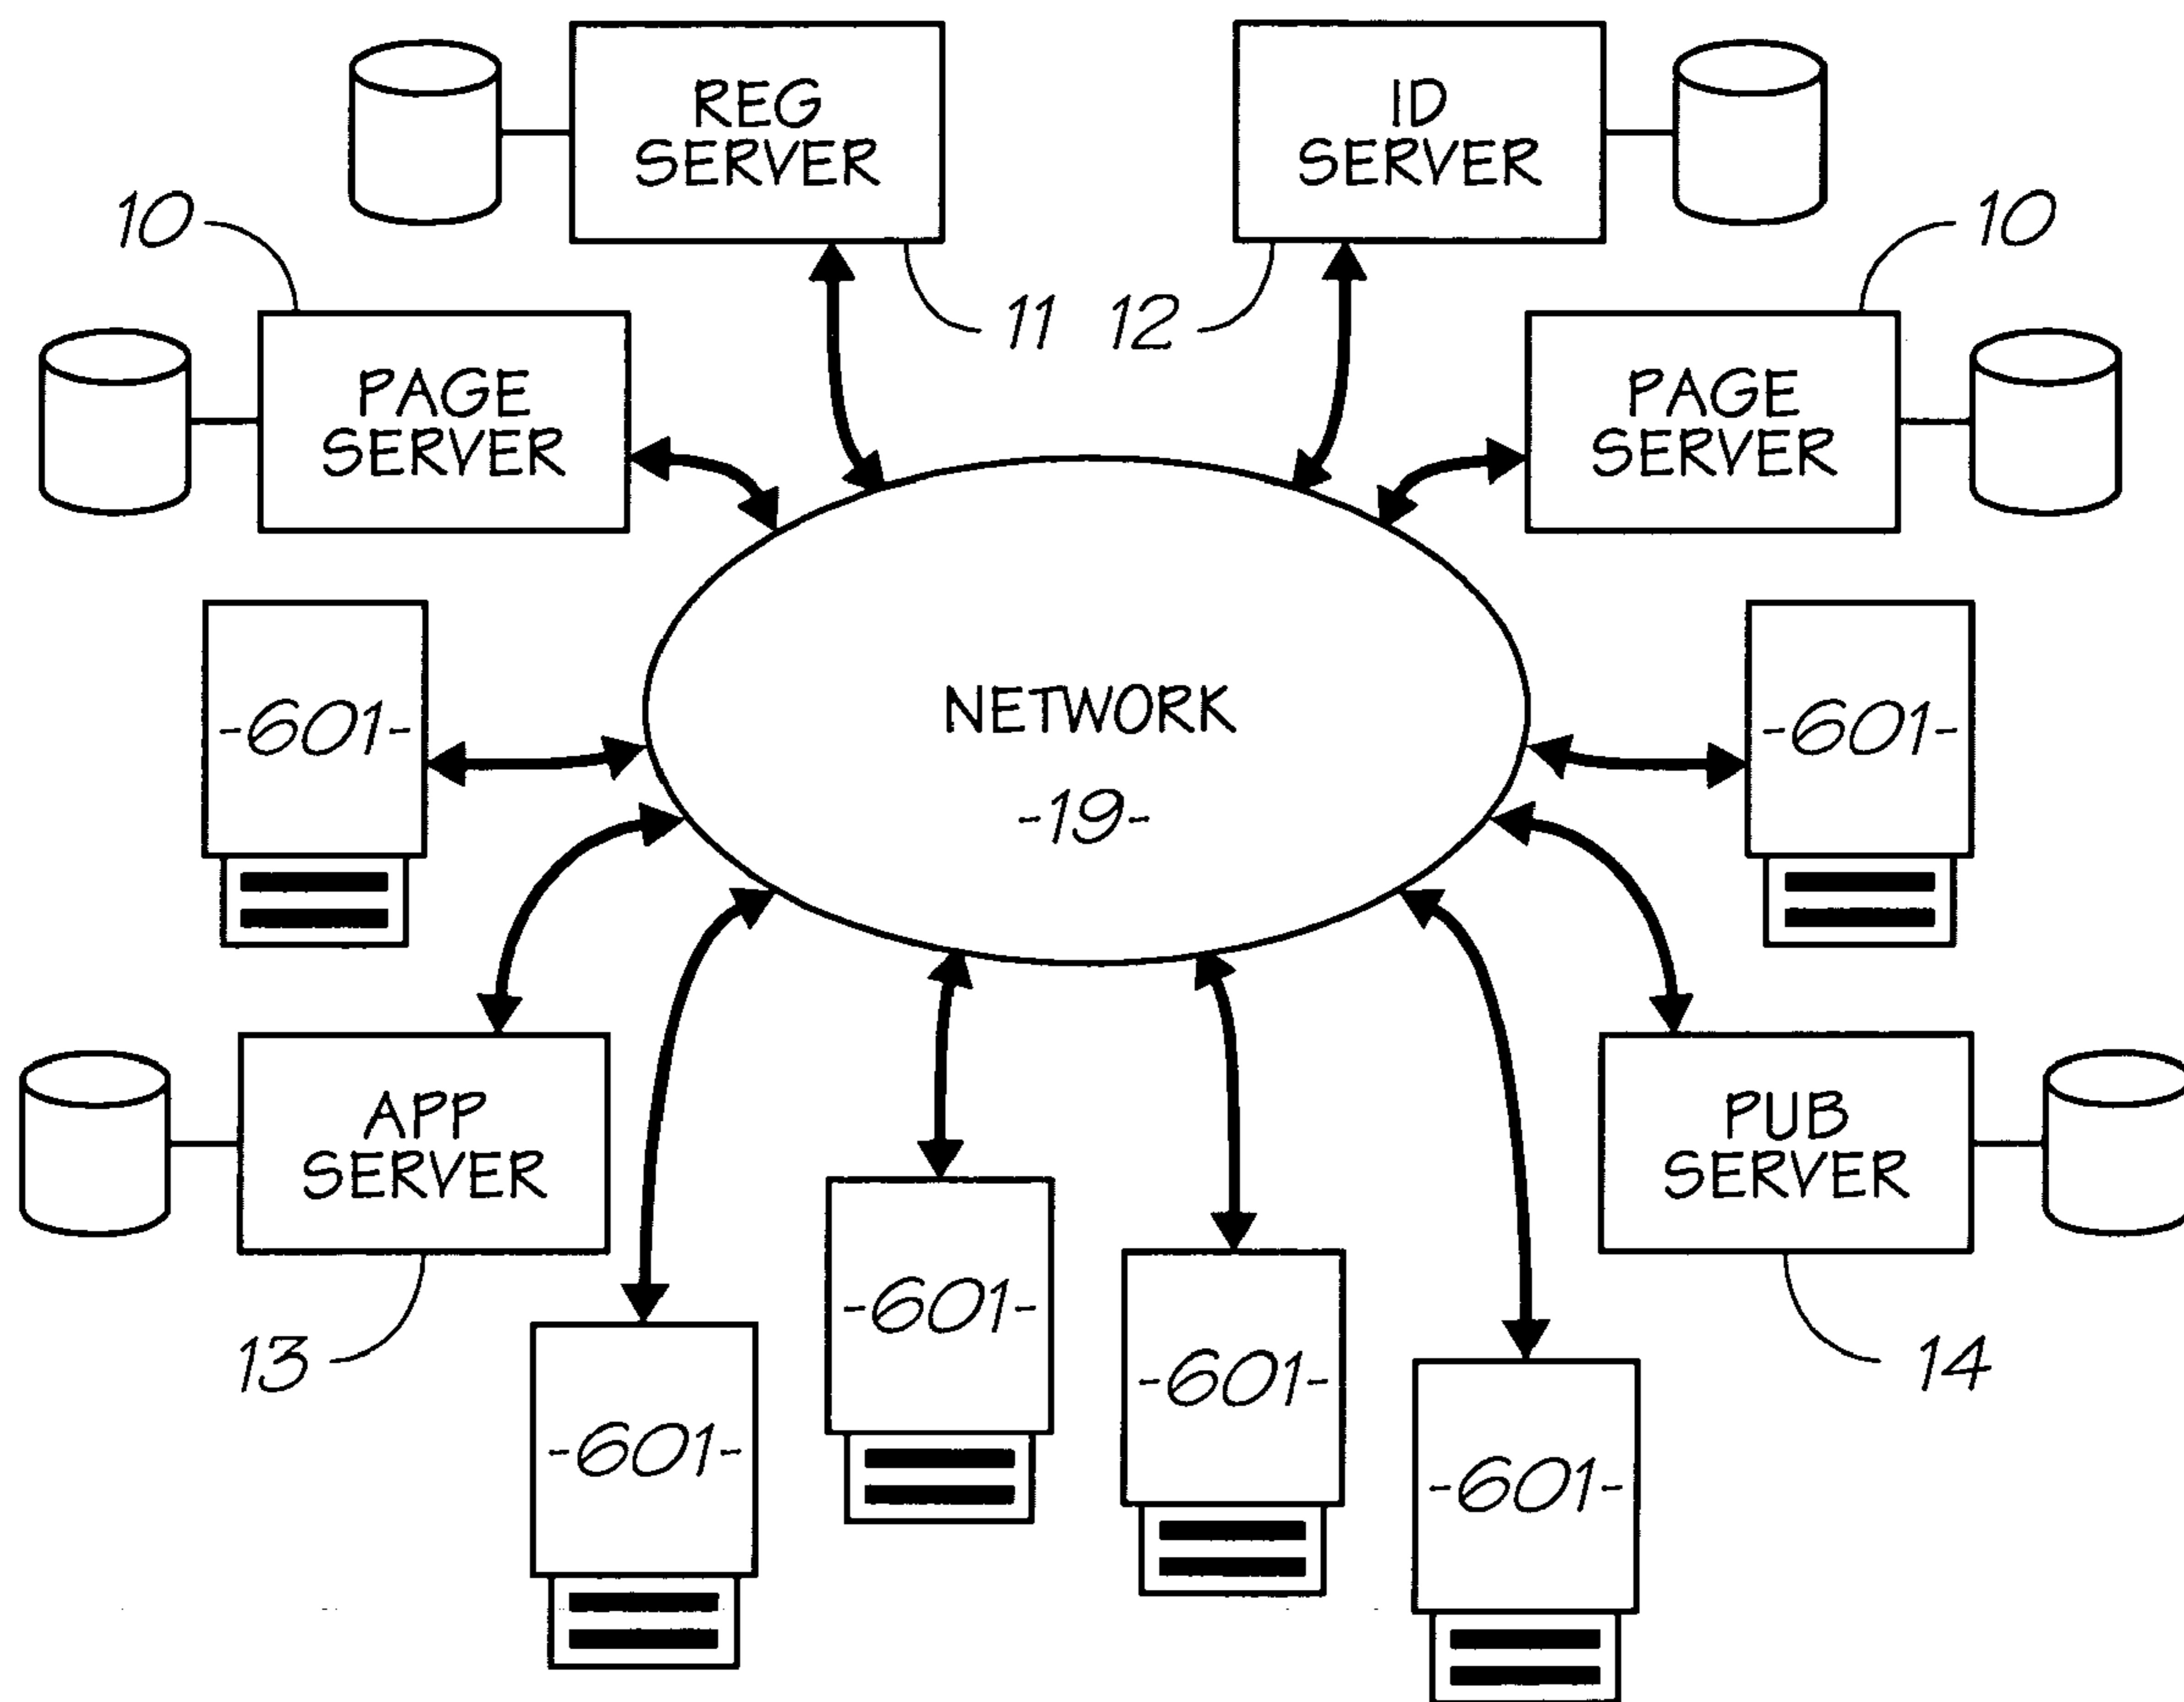 REG
SERVER
ID
SERVER
10
10
11
12
PAGE
SERVER
PAGE
SERVER
-601-
NETWORK
-19-
-601-
APP
SERVER
PUB
SERVER
13
-601-
-601-
-601-
-601-
14